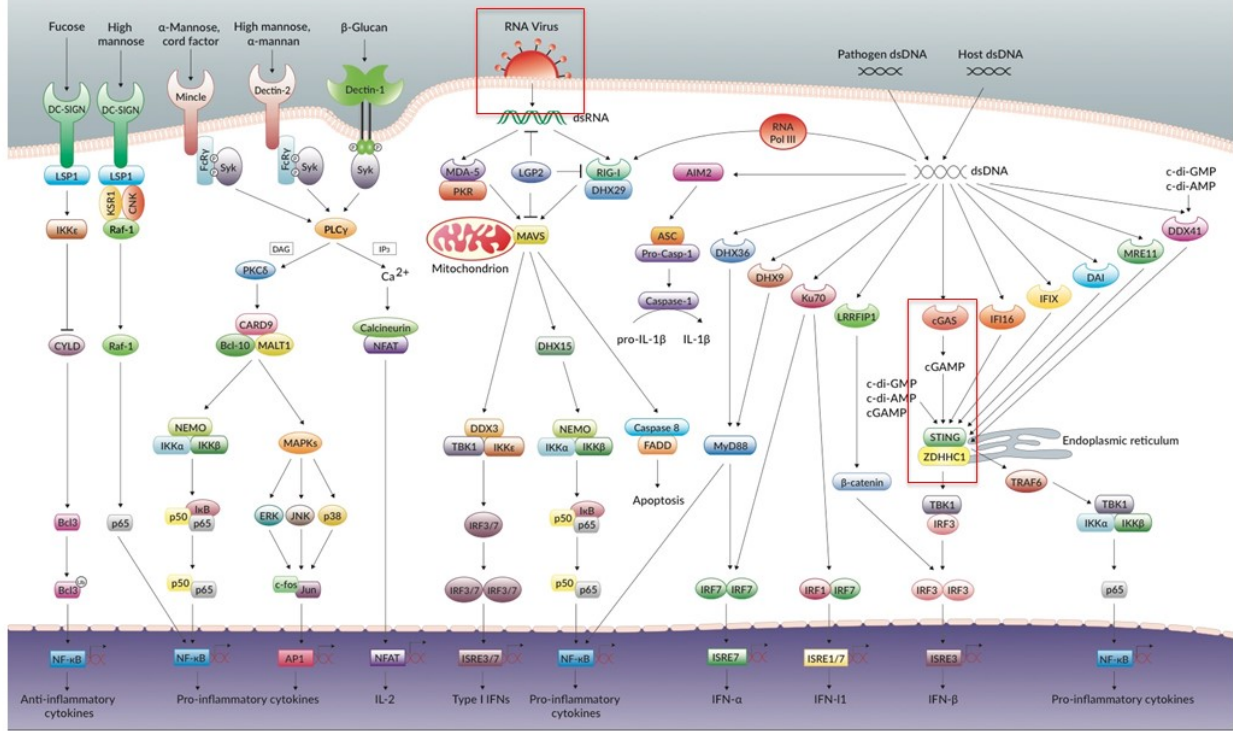 Fucose
High
mannose
α-Mannose,
cord factor
High mannose,
α-mannan
β-Glucan
RNA Virus
Pathogen dsDNA
Host dsDNA
DC-SIGN
DC-SIGN
Mincle
Dectin-2
Dectin-1
dsRNA
RNA
Pol III
LSP1
LSP1
FcRγ
P
P
Syk
FcRγ
P
P
Syk
P
P
Syk
MDA-5
PKR
LGP2
RIG-I
DHX29
AIM2
dsDNA
c-di-GMP
c-di-AMP
KSR1
CNK
IKKε
Raf-1
PLCγ
MAVS
Mitochondrion
ASC
Pro-Casp-1
DHX36
DHX9
Ku70
LRRFIP1
cGAS
IFI16
IFIX
DAI
MRE11
DDX41
DAG
IP3
PKCδ
Ca2+
Caspase-1
pro-IL-1β
IL-1β
CARD9
Bcl-10
MALT1
Calcineurin
NFAT
CYLD
Raf-1
DHX15
cGAMP
c-di-GMP
c-di-AMP
cGAMP
NEMO
IKKα
IKKβ
MAPKs
DDX3
TBK1
IKKε
NEMO
IKKα
IKKβ
Caspase 8
FADD
MyD88
STING
ZDHHC1
Endoplasmic reticulum
Apoptosis
β-catenin
TRAF6
Bcl3
p65
IκB
p50
p65
ERK
JNK
p38
IRF3/7
IκB
p50
p65
TBK1
IRF3
TBK1
IKKα
IKKβ
Bcl3
Ub
p50
p65
c-fos
Jun
IRF3/7
IRF3/7
p50
p65
IRF7
IRF7
IRF1
IRF7
IRF3
IRF3
p65
NF-κB
NF-κB
AP1
NFAT
ISRE3/7
NF-κB
ISRE7
ISRE1/7
ISRE3
NF-κB
Anti-inflammatory
cytokines
Pro-inflammatory cytokines
IL-2
Type I IFNs
Pro-inflammatory
cytokines
IFN-α
IFN-l1
IFN-β
Pro-inflammatory cytokines